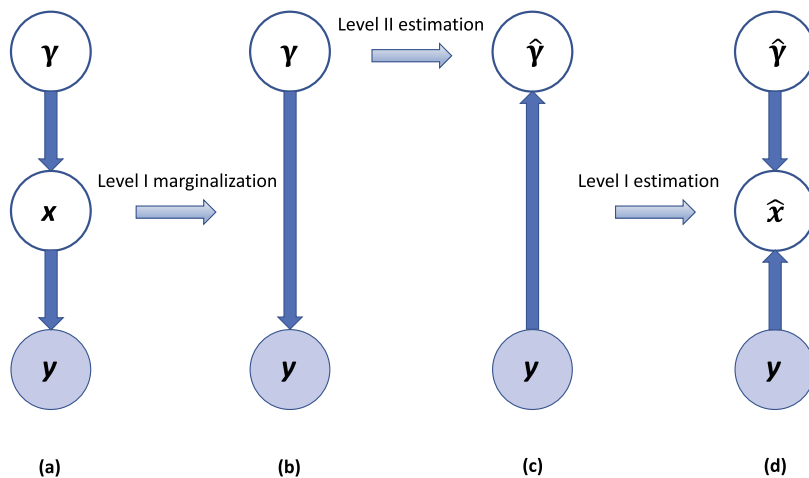 Level II estimation
γ
γ
γ̂
γ̂
Level I marginalization
Level I estimation
x
x̂
y
y
y
y
(a)
(b)
(c)
(d)